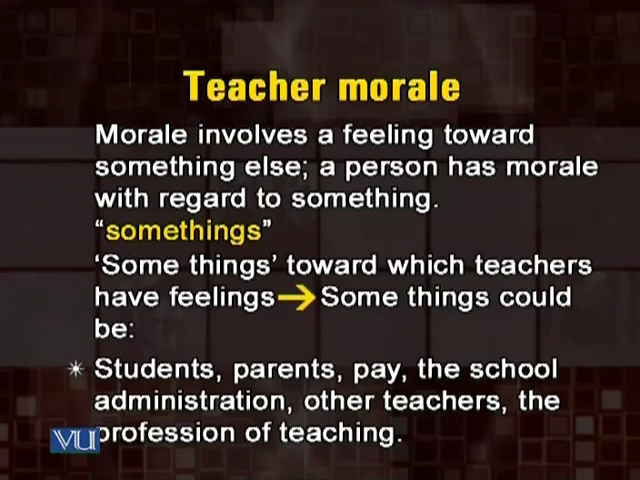 Teacher morale
Morale involves a feeling toward
something else; a person has morale
with regard to something.
“somethings”
‘Some things’ toward which teachers
have feelings→Some things could
be:
✴ Students, parents, pay, the school
administration, other teachers, the
profession of teaching.
VU